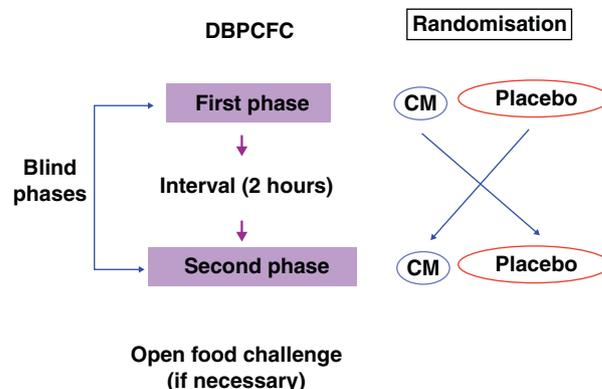 DBPCFC
Randomisation
First phase
CM
Placebo
Blind
phases
Interval (2 hours)
Second phase
CM
Placebo
Open food challenge
(if necessary)